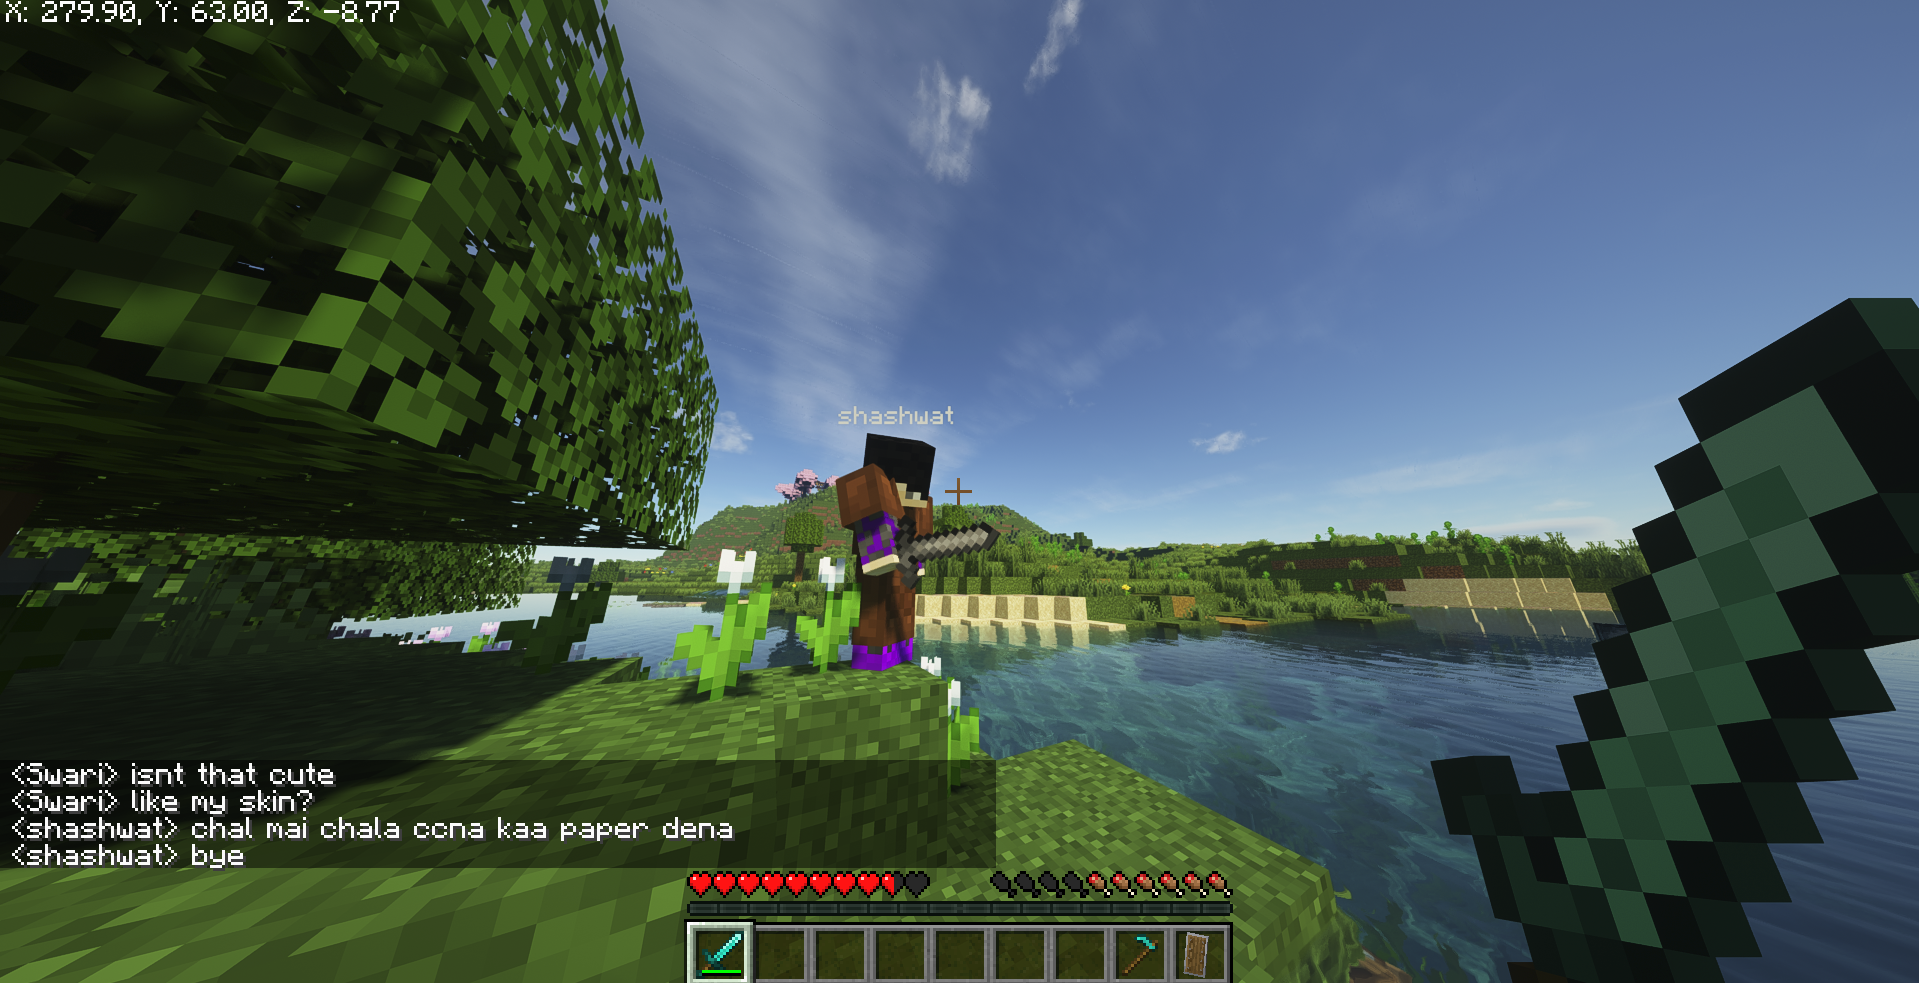 X: 279.90, Y: 63.00, Z: -8.77
shashwat
<Swari> isnt that cute
<Swari> like my skin?
<shashwat> chal mai chala ccna kaa paper dena
<shashwat> bye